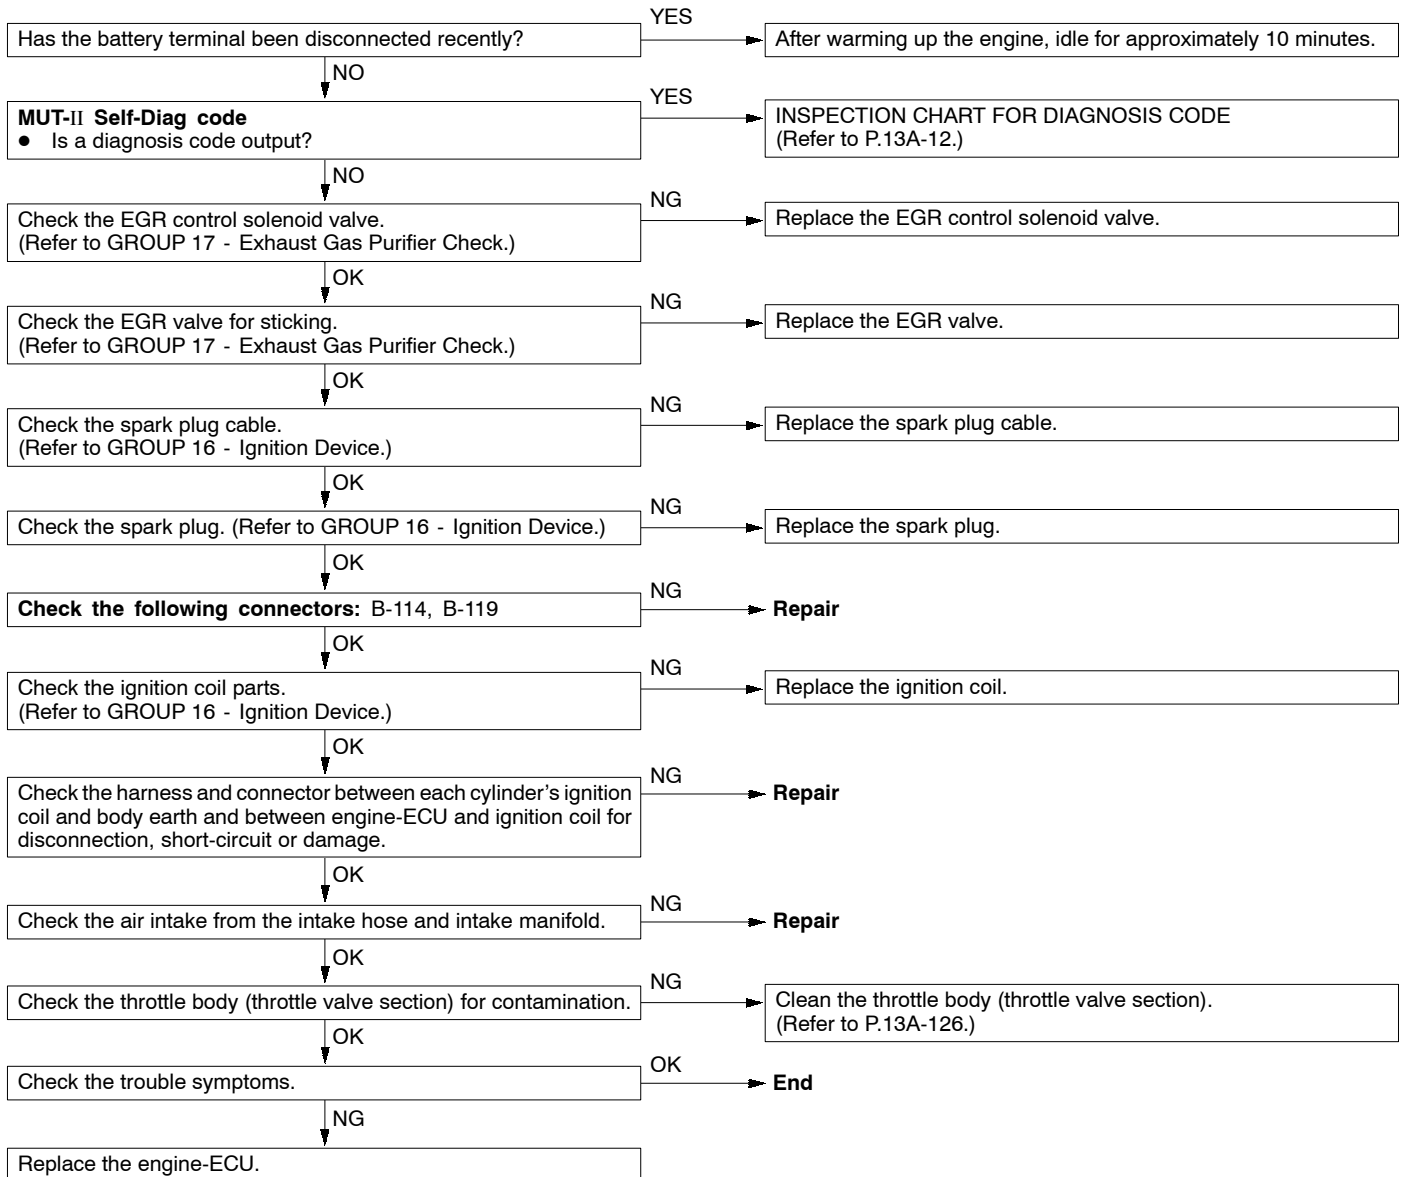 Has the battery terminal been disconnected recently?
YES
After warming up the engine, idle for approximately 10 minutes.
NO
MUT-II Self-Diag code
● Is a diagnosis code output?
YES
INSPECTION CHART FOR DIAGNOSIS CODE
(Refer to P.13A-12.)
NO
Check the EGR control solenoid valve.
(Refer to GROUP 17 - Exhaust Gas Purifier Check.)
NG
Replace the EGR control solenoid valve.
OK
Check the EGR valve for sticking.
(Refer to GROUP 17 - Exhaust Gas Purifier Check.)
NG
Replace the EGR valve.
OK
Check the spark plug cable.
(Refer to GROUP 16 - Ignition Device.)
NG
Replace the spark plug cable.
OK
Check the spark plug. (Refer to GROUP 16 - Ignition Device.)
NG
Replace the spark plug.
OK
Check the following connectors: B-114, B-119
NG
Repair
OK
Check the ignition coil parts.
(Refer to GROUP 16 - Ignition Device.)
NG
Replace the ignition coil.
OK
Check the harness and connector between each cylinder's ignition
coil and body earth and between engine-ECU and ignition coil for
disconnection, short-circuit or damage.
NG
Repair
OK
Check the air intake from the intake hose and intake manifold.
NG
Repair
OK
Check the throttle body (throttle valve section) for contamination.
NG
Clean the throttle body (throttle valve section).
(Refer to P.13A-126.)
OK
Check the trouble symptoms.
OK
End
NG
Replace the engine-ECU.